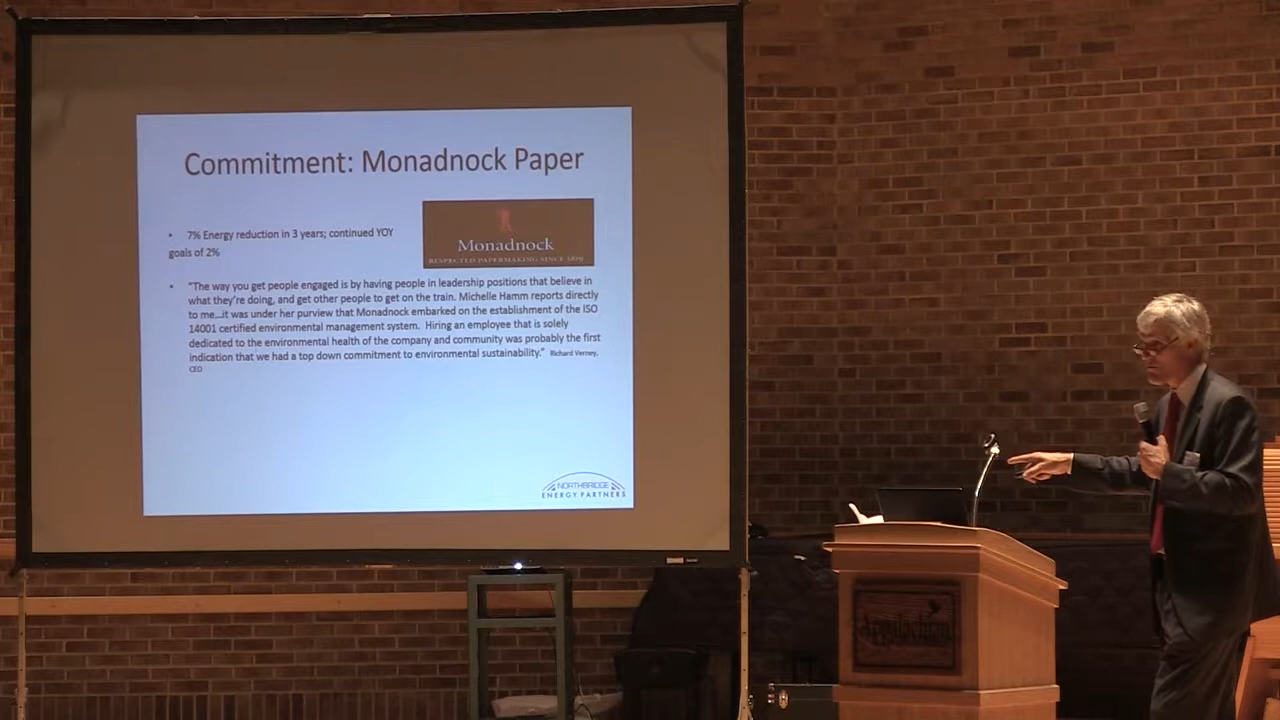 Commitment: Monadnock Paper
• 7% Energy reduction in 3 years; continued YOY
goals of 2%
Monadnock
RESPECTED PAPERMAKING SINCE 1819
• "The way you get people engaged is by having people in leadership positions that believe in
what they're doing, and get other people to get on the train. Michelle Hamm reports directly
to me...it was under her purview that Monadnock embarked on the establishment of the ISO
14001 certified environmental management system. Hiring an employee that is solely
dedicated to the environmental health of the company and community was probably the first
indication that we had a top down commitment to environmental sustainability." Richard Verney,
CEO
NORTHBRIDGE
ENERGY PARTNERS
Appalachian